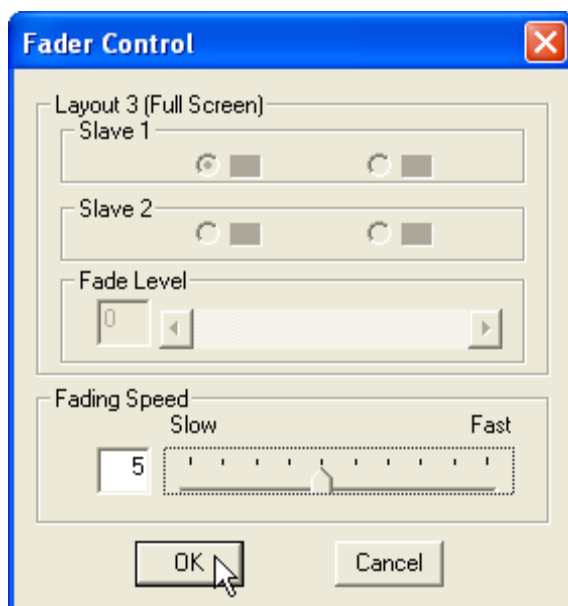 Fader Control
Layout 3 (Full Screen)
Slave 1
Slave 2
Fade Level
0
Fading Speed
Slow Fast
5
OK Cancel